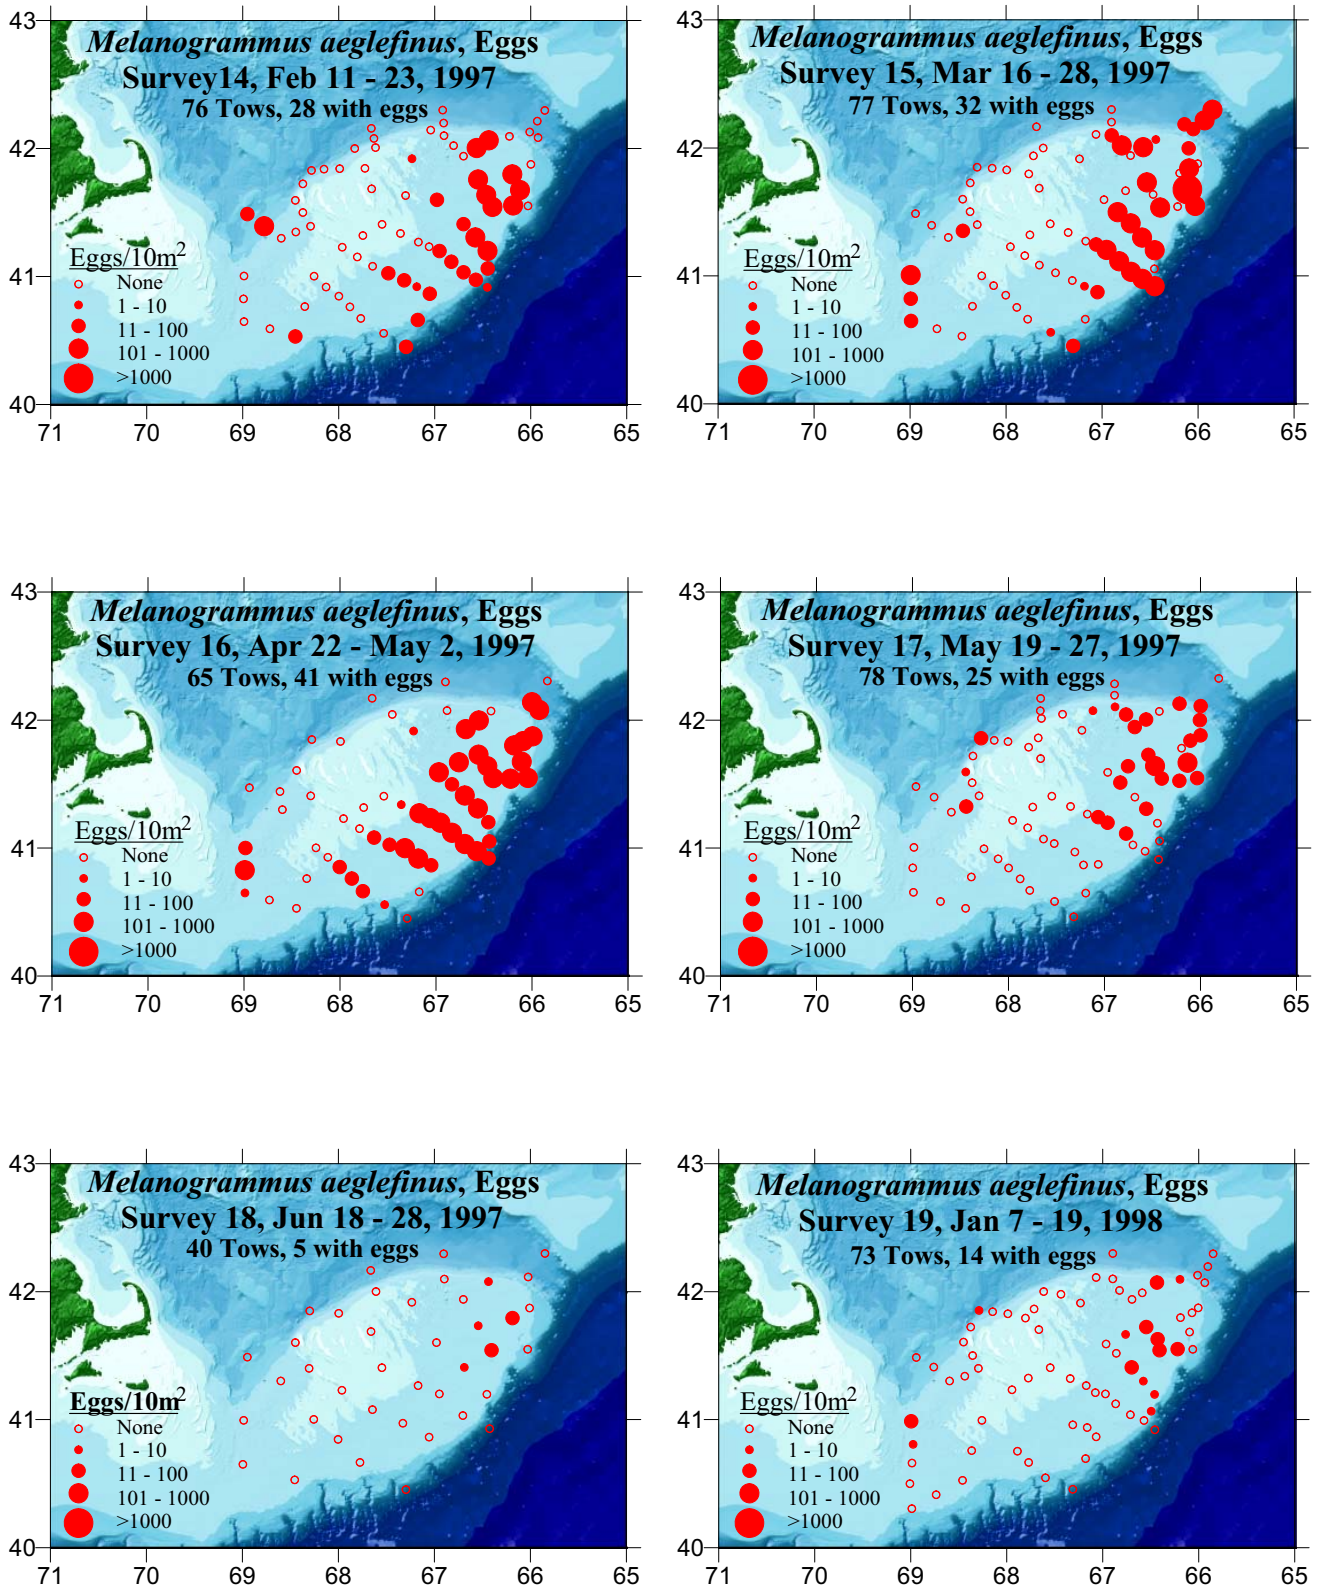 Melanogrammus aeglefinus, Eggs
Survey14, Feb 11 - 23, 1997
76 Tows, 28 with eggs
Eggs/10m2
None
1 - 10
11 - 100
101 - 1000
>1000
43
42
41
40
71 70 69 68 67 66 65
Melanogrammus aeglefinus, Eggs
Survey 15, Mar 16 - 28, 1997
77 Tows, 32 with eggs
Eggs/10m2
None
1 - 10
11 - 100
101 - 1000
>1000
43
42
41
40
71 70 69 68 67 66 65
Melanogrammus aeglefinus, Eggs
Survey 16, Apr 22 - May 2, 1997
65 Tows, 41 with eggs
Eggs/10m2
None
1 - 10
11 - 100
101 - 1000
>1000
43
42
41
40
71 70 69 68 67 66 65
Melanogrammus aeglefinus, Eggs
Survey 17, May 19 - 27, 1997
78 Tows, 25 with eggs
Eggs/10m2
None
1 - 10
11 - 100
101 - 1000
>1000
43
42
41
40
71 70 69 68 67 66 65
Melanogrammus aeglefinus, Eggs
Survey 18, Jun 18 - 28, 1997
40 Tows, 5 with eggs
Eggs/10m2
None
1 - 10
11 - 100
101 - 1000
>1000
43
42
41
40
71 70 69 68 67 66 65
Melanogrammus aeglefinus, Eggs
Survey 19, Jan 7 - 19, 1998
73 Tows, 14 with eggs
Eggs/10m2
None
1 - 10
11 - 100
101 - 1000
>1000
43
42
41
40
71 70 69 68 67 66 65